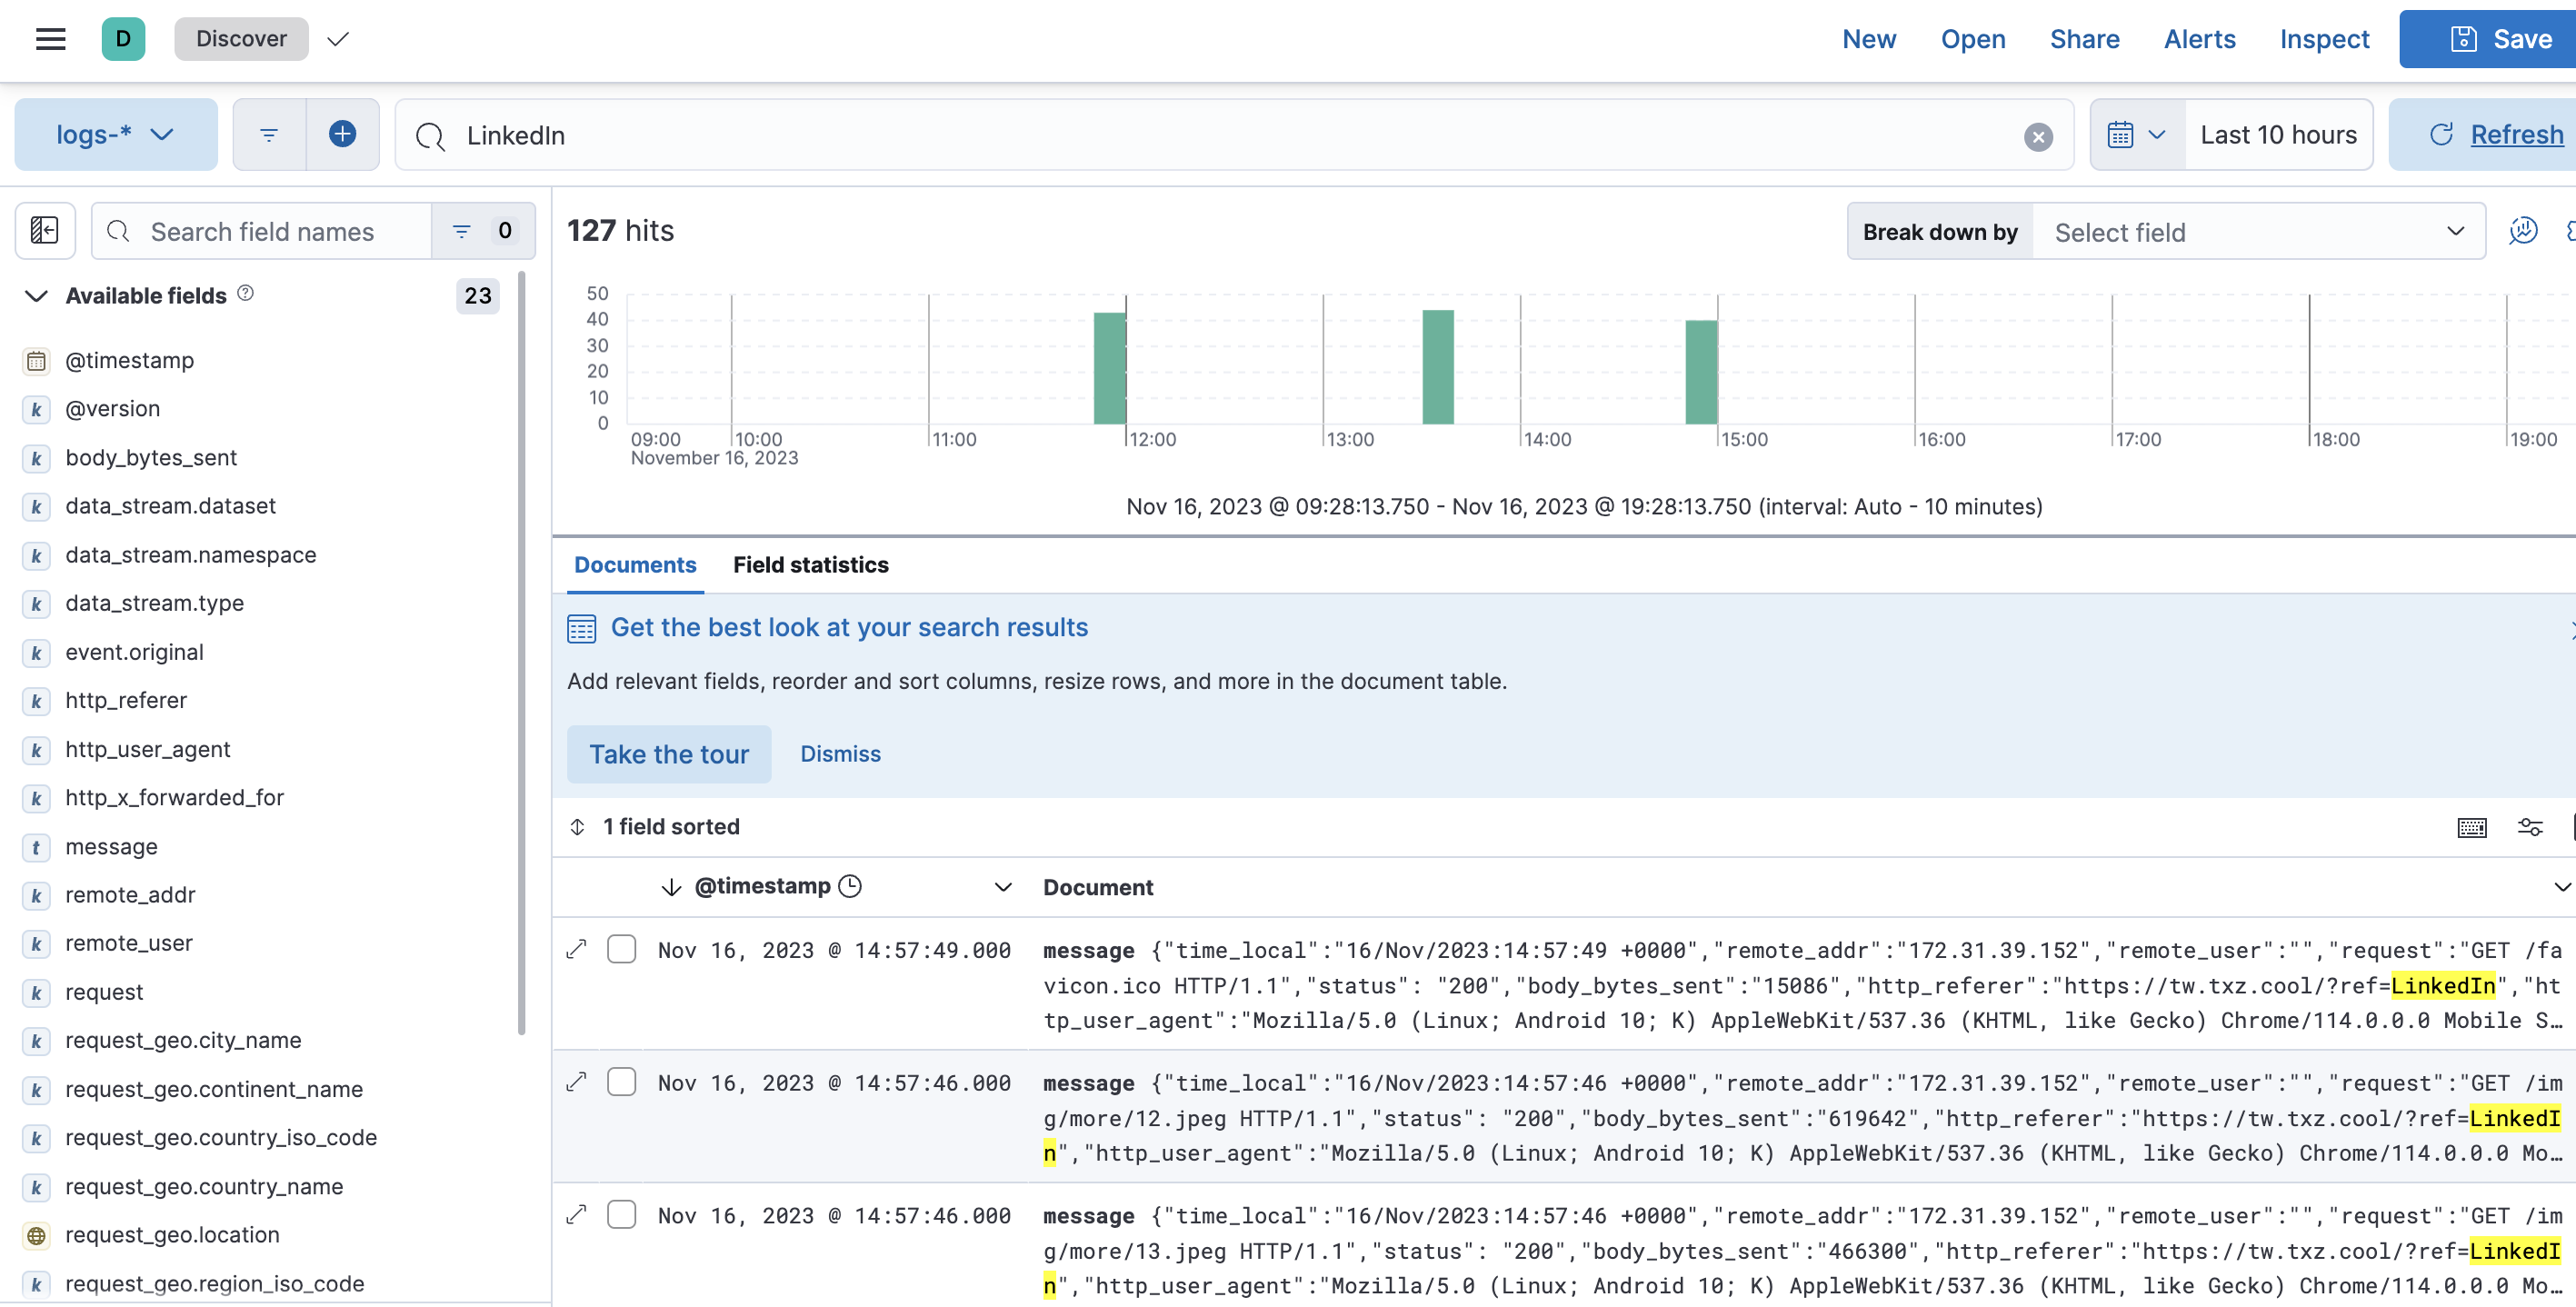 D Discover New Open Share Alerts Inspect Save
logs-* LinkedIn Last 10 hours Refresh
Search field names 0
Available fields 23
@timestamp
k @version
k body_bytes_sent
k data_stream.dataset
k data_stream.namespace
k data_stream.type
k event.original
k http_referer
k http_user_agent
k http_x_forwarded_for
t message
k remote_addr
k remote_user
k request
k request_geo.city_name
k request_geo.continent_name
k request_geo.country_iso_code
k request_geo.country_name
request_geo.location
k request_geo.region_iso_code
127 hits
Break down by Select field
50
40
30
20
10
0
09:00 10:00 11:00 12:00 13:00 14:00 15:00 16:00 17:00 18:00 19:00
November 16, 2023
Nov 16, 2023 @ 09:28:13.750 - Nov 16, 2023 @ 19:28:13.750 (interval: Auto - 10 minutes)
Documents Field statistics
Get the best look at your search results
Add relevant fields, reorder and sort columns, resize rows, and more in the document table.
Take the tour Dismiss
1 field sorted
@timestamp Document
Nov 16, 2023 @ 14:57:49.000 message {"time_local":"16/Nov/2023:14:57:49 +0000","remote_addr":"172.31.39.152","remote_user":"","request":"GET /fa
vicon.ico HTTP/1.1","status": "200","body_bytes_sent":"15086","http_referer":"https://tw.txz.cool/?ref=LinkedIn","ht
tp_user_agent":"Mozilla/5.0 (Linux; Android 10; K) AppleWebKit/537.36 (KHTML, like Gecko) Chrome/114.0.0.0 Mobile S…
Nov 16, 2023 @ 14:57:46.000 message {"time_local":"16/Nov/2023:14:57:46 +0000","remote_addr":"172.31.39.152","remote_user":"","request":"GET /im
g/more/12.jpeg HTTP/1.1","status": "200","body_bytes_sent":"619642","http_referer":"https://tw.txz.cool/?ref=LinkedI
n","http_user_agent":"Mozilla/5.0 (Linux; Android 10; K) AppleWebKit/537.36 (KHTML, like Gecko) Chrome/114.0.0.0 Mo…
Nov 16, 2023 @ 14:57:46.000 message {"time_local":"16/Nov/2023:14:57:46 +0000","remote_addr":"172.31.39.152","remote_user":"","request":"GET /im
g/more/13.jpeg HTTP/1.1","status": "200","body_bytes_sent":"466300","http_referer":"https://tw.txz.cool/?ref=LinkedI
n","http_user_agent":"Mozilla/5.0 (Linux; Android 10; K) AppleWebKit/537.36 (KHTML, like Gecko) Chrome/114.0.0.0 Mo…